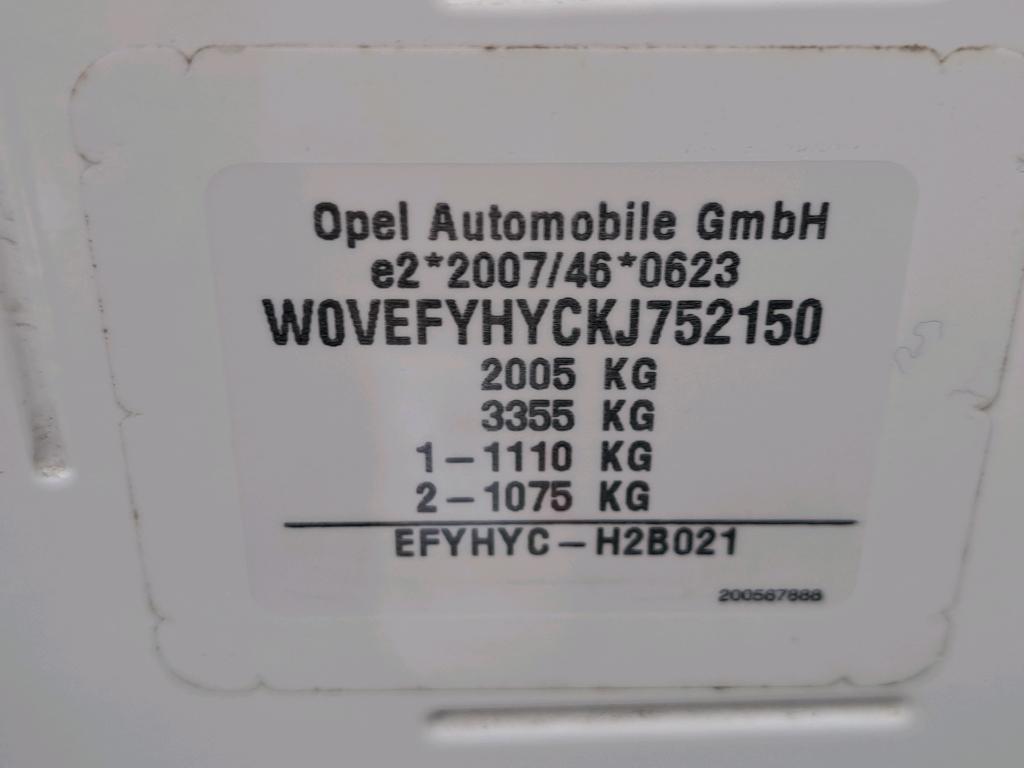 Opel Automobile GmbH
e2*2007/46*0623
W0VEFYHYCKJ752150
2005 KG
3355 KG
1-1110 KG
2-1075 KG
EFYHYC-H2B021
200587888